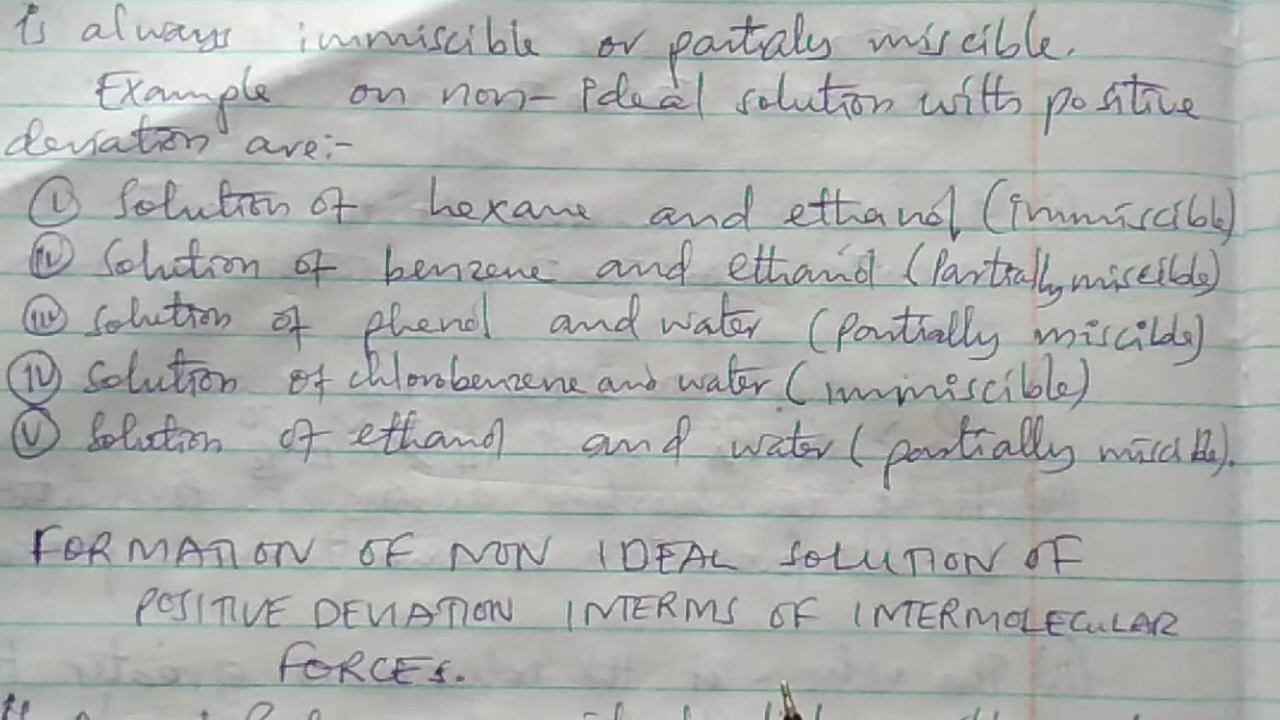 is always immiscible or partialy miscible.
Example on non-ideal solution with positive
deviation are:-
(i) Solution of hexane and ethanol (immiscible)
(ii) Solution of benzene and ethanol (Partially miscible)
(iii) Solution of phenol and water (partially miscible)
(iv) Solution of chlorobenzene and water (immiscible)
(v) Solution of ethanol and water (partially miscible).
FORMATION OF NON IDEAL SOLUTION OF
POSITIVE DEVIATION INTERMS OF INTERMOLECULAR
FORCES.